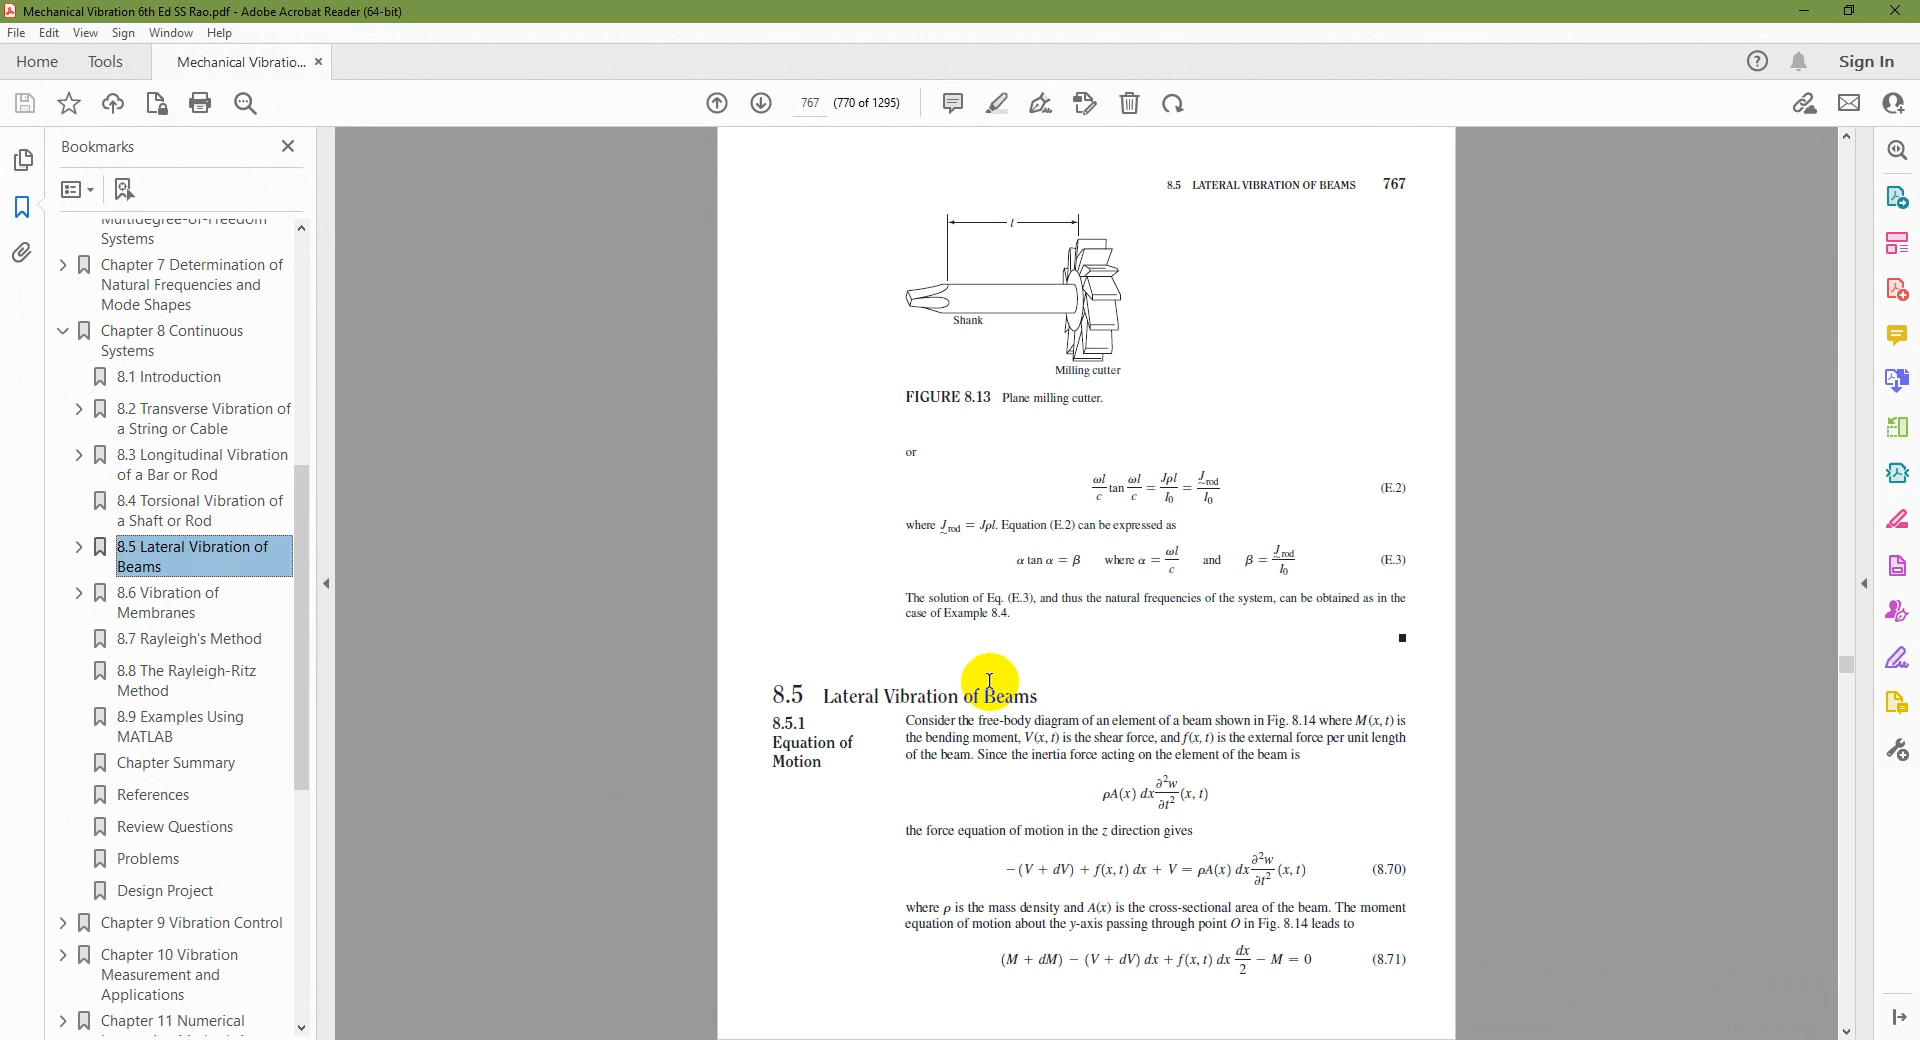 Mechanical Vibration 6th Ed SS Rao.pdf - Adobe Acrobat Reader (64-bit)
File Edit View Sign Window Help
Home Tools Mechanical Vibratio... × Sign In
767 (770 of 1295)
Bookmarks
Multidegree-of-Freedom
Systems
Chapter 7 Determination of
Natural Frequencies and
Mode Shapes
Chapter 8 Continuous
Systems
8.1 Introduction
8.2 Transverse Vibration of
a String or Cable
8.3 Longitudinal Vibration
of a Bar or Rod
8.4 Torsional Vibration of
a Shaft or Rod
8.5 Lateral Vibration of
Beams
8.6 Vibration of
Membranes
8.7 Rayleigh's Method
8.8 The Rayleigh-Ritz
Method
8.9 Examples Using
MATLAB
Chapter Summary
References
Review Questions
Problems
Design Project
Chapter 9 Vibration Control
Chapter 10 Vibration
Measurement and
Applications
Chapter 11 Numerical
8.5 LATERAL VIBRATION OF BEAMS 767
l
Shank
Milling cutter
FIGURE 8.13 Plane milling cutter.
or
ωl/c tan ωl/c = Jρl/I₀ = J_rod/I₀ (E.2)
where J_rod = Jρl. Equation (E.2) can be expressed as
α tan α = β where α = ωl/c and β = J_rod/I₀ (E.3)
The solution of Eq. (E.3), and thus the natural frequencies of the system, can be obtained as in the
case of Example 8.4.
8.5 Lateral Vibration of Beams
8.5.1
Equation of
Motion
Consider the free-body diagram of an element of a beam shown in Fig. 8.14 where M(x, t) is
the bending moment, V(x, t) is the shear force, and f(x, t) is the external force per unit length
of the beam. Since the inertia force acting on the element of the beam is
ρA(x) dx ∂²w/∂t² (x, t)
the force equation of motion in the z direction gives
−(V + dV) + f(x, t) dx + V = ρA(x) dx ∂²w/∂t² (x, t) (8.70)
where ρ is the mass density and A(x) is the cross-sectional area of the beam. The moment
equation of motion about the y-axis passing through point O in Fig. 8.14 leads to
(M + dM) − (V + dV) dx + f(x, t) dx dx/2 − M = 0 (8.71)